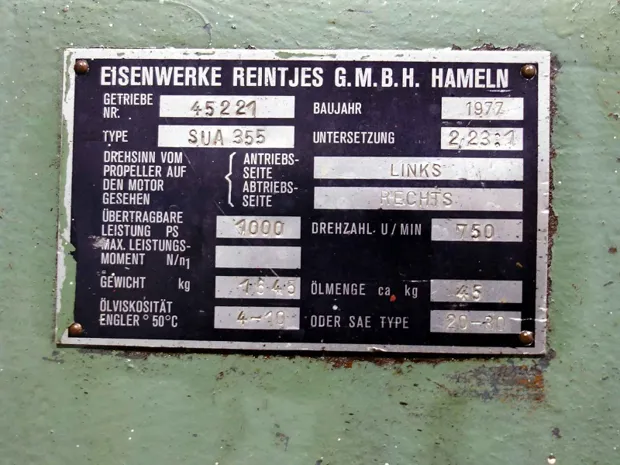 EISENWERKE REINTJES G.M.B.H. HAMELN
GETRIEBE NR. 45221 BAUJAHR 1977
TYPE SUA 355 UNTERSETZUNG 2,23:1
DREHSINN VOM PROPELLER AUF DEN MOTOR GESEHEN
ANTRIEBS-SEITE LINKS
ABTRIEBS-SEITE RECHTS
ÜBERTRAGBARE LEISTUNG PS 1000 DREHZAHL U/MIN 750
MAX. LEISTUNGS-MOMENT N/n1
GEWICHT kg ÖLMENGE ca. kg 45
ÖLVISKOSITÄT ENGLER° 50°C 4-10 ODER SAE TYPE 20-30